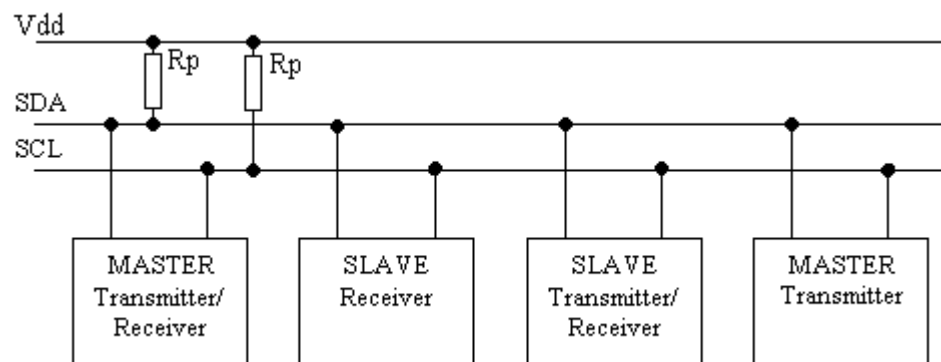 Vdd
Rp
Rp
SDA
SCL
MASTER
Transmitter/
Receiver
SLAVE
Receiver
SLAVE
Transmitter/
Receiver
MASTER
Transmitter